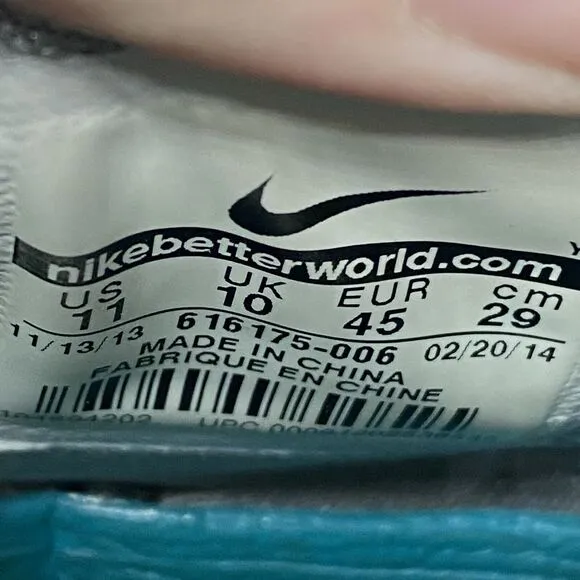 nikebetterworld.com
US UK EUR cm
11 10 45 29
11/13/13 616175-006 02/20/14
MADE IN CHINA
FABRIQUE EN CHINE
UPC